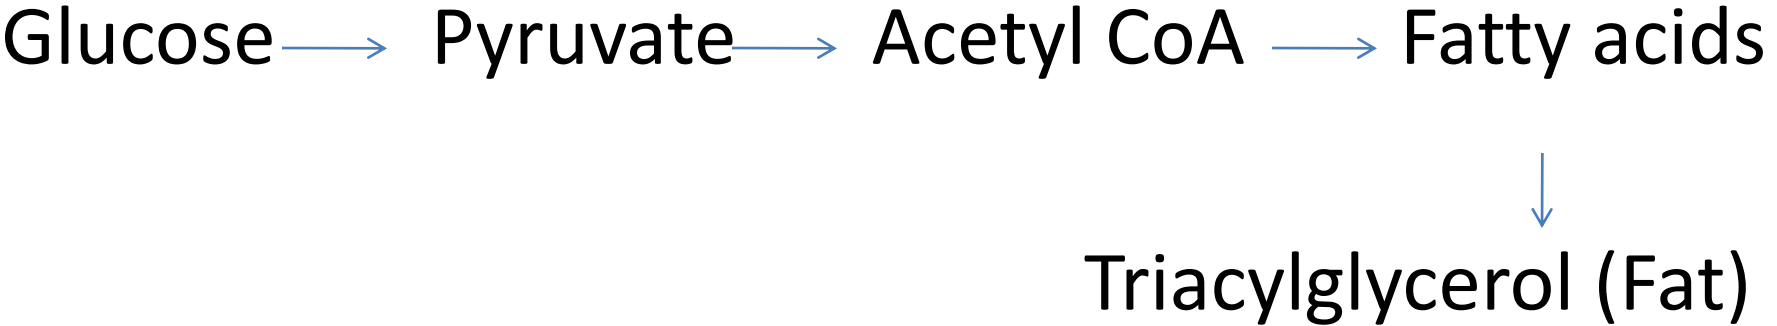 Glucose Pyruvate Acetyl CoA Fatty acids
Triacylglycerol (Fat)